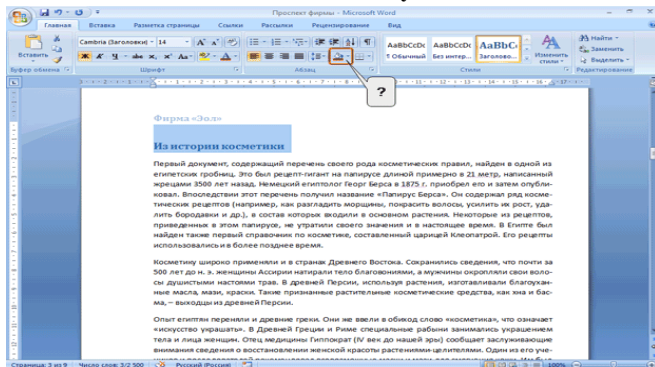 Проспект фирмы - Microsoft Word
Главная Вставка Разметка страницы Ссылки Рассылки Рецензирование Вид
Вставить
Буфер обмена
Cambria (Заголовки) 14
Ж К Ч abe x₂ x² Aa
Шрифт
Абзац
AaBbCcDc AaBbCcDc AaBbC
¶ Обычный Без интер... Заголово...
Изменить стили
Стили
Найти
Заменить
Выделить
Редактирование
?
Фирма «Зол»
Из истории косметики
Первый документ, содержащий перечень своего рода косметических правил, найден в одной из
египетских гробниц. Это был рецепт-гигант на папирусе длиной примерно в 21 метр, написанный
жрецами 3500 лет назад. Немецкий египтолог Георг Берса в 1875 г. приобрел его и затем опубли-
ковал. Впоследствии этот перечень получил название «Папирус Берса». Он содержал ряд косме-
тических рецептов (например, как разгладить морщины, покрасить волосы, усилить их рост, уда-
лить бородавки и др.), в состав которых входили в основном растения. Некоторые из рецептов,
приведенных в этом папирусе, не утратили своего значения и в настоящее время. В Египте был
найден также первый справочник по косметике, составленный царицей Клеопатрой. Его рецепты
использовались и в более позднее время.
Косметику широко применяли и в странах Древнего Востока. Сохранились сведения, что почти за
500 лет до н. э. женщины Ассирии натирали тело благовониями, а мужчины окропляли свои воло-
сы душистыми настоями трав. В древней Персии, используя растения, изготавливали благоухан-
ные масла, мази, краски. Такие признанные растительные косметические средства, как хна и бас-
ма, – выходцы из древней Персии.
Опыт египтян переняли и древние греки. Они же ввели в обиход слово «косметика», что означает
«искусство украшать». В Древней Греции и Риме специальные рабыни занимались украшением
тела и лица женщин. Отец медицины Гиппократ (IV век до нашей эры) сообщает заслуживающие
внимания сведения о восстановлении женской красоты растениями-целителями. Один из его уче-
Страница: 3 из 9 Число слов: 3/2 500 Русский (Россия) 100%